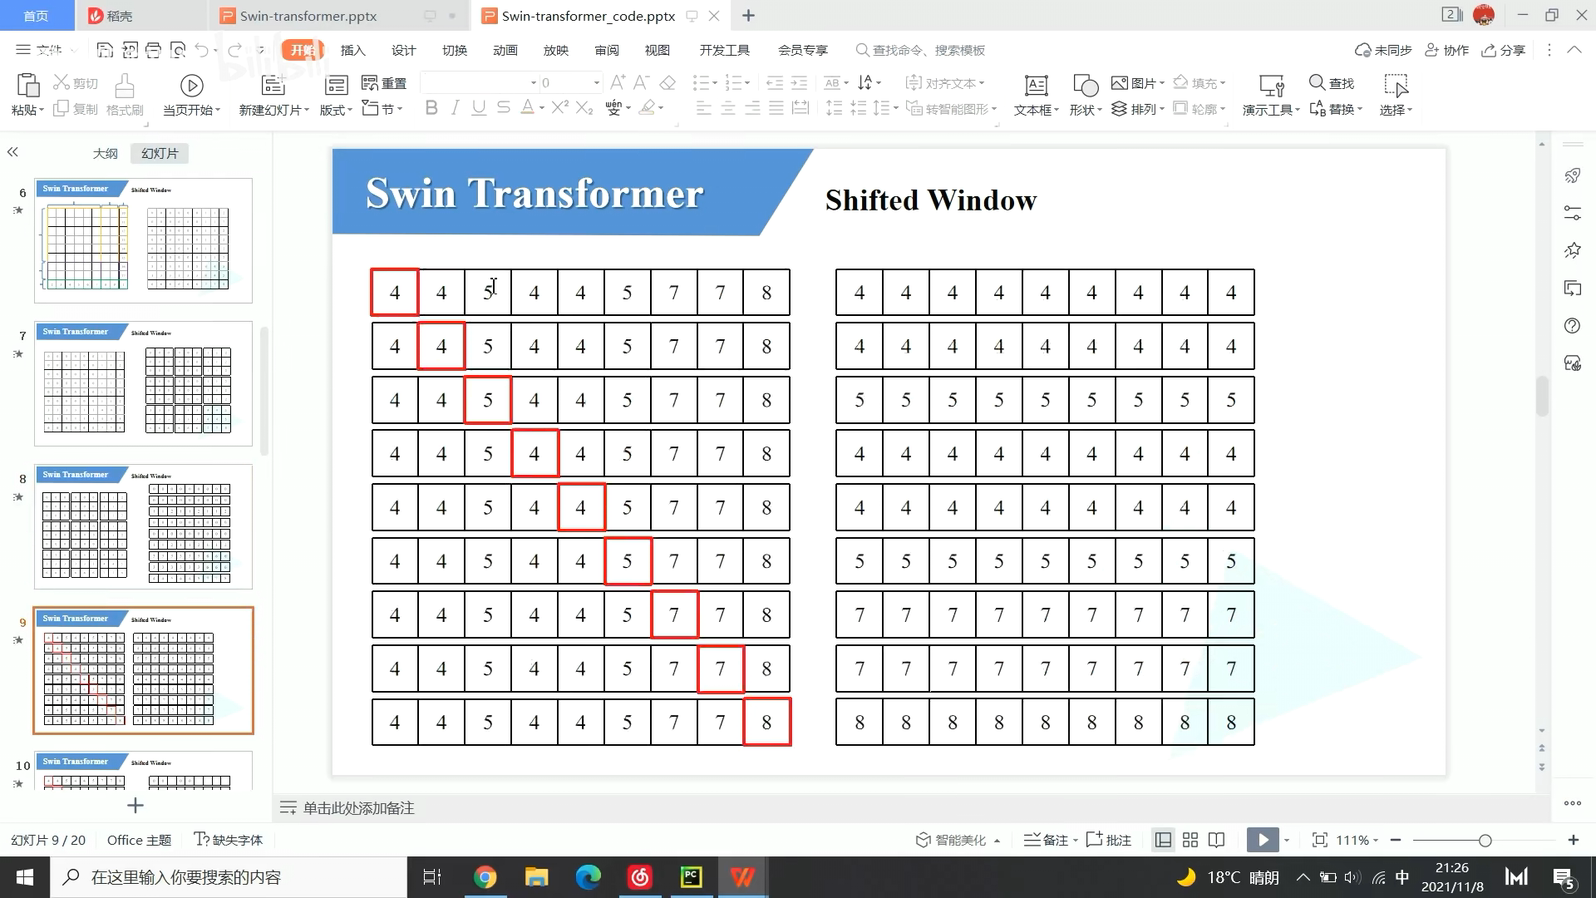 首页
稻壳
Swin-transformer.pptx
Swin-transformer_code.pptx
2
文件
开始
插入
设计
切换
动画
放映
审阅
视图
开发工具
会员专享
查找命令、搜索模板
未同步
协作
分享
bilibili
粘贴
剪切
复制
格式刷
当页开始
新建幻灯片
版式
重置
节
0
B I U S A X² X₂ wén
AB
对齐文本
转智能图形
文本框
形状
图片
排列
填充
轮廓
演示工具
查找
替换
选择
大纲
幻灯片
6
Swin Transformer
Shifted Window
7
Swin Transformer
Shifted Window
8
Swin Transformer
Shifted Window
9
Swin Transformer
Shifted Window
10
Swin Transformer
Shifted Window
Swin Transformer
Shifted Window
4 4 5 4 4 5 7 7 8
4 4 5 4 4 5 7 7 8
4 4 5 4 4 5 7 7 8
4 4 5 4 4 5 7 7 8
4 4 5 4 4 5 7 7 8
4 4 5 4 4 5 7 7 8
4 4 5 4 4 5 7 7 8
4 4 5 4 4 5 7 7 8
4 4 5 4 4 5 7 7 8
4 4 4 4 4 4 4 4 4
4 4 4 4 4 4 4 4 4
5 5 5 5 5 5 5 5 5
4 4 4 4 4 4 4 4 4
4 4 4 4 4 4 4 4 4
5 5 5 5 5 5 5 5 5
7 7 7 7 7 7 7 7 7
7 7 7 7 7 7 7 7 7
8 8 8 8 8 8 8 8 8
单击此处添加备注
幻灯片 9 / 20
Office 主题
缺失字体
智能美化
备注
批注
111%
在这里输入你要搜索的内容
PC
18°C 晴朗
中
21:26
2021/11/8
5